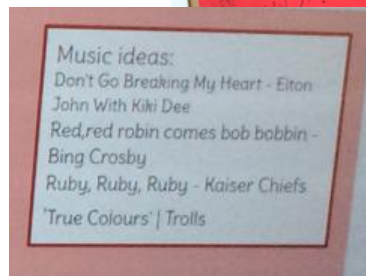 Music ideas:
Don't Go Breaking My Heart - Elton
John With Kiki Dee
Red,red robin comes bob bobbin -
Bing Crosby
Ruby, Ruby, Ruby - Kaiser Chiefs
'True Colours' | Trolls